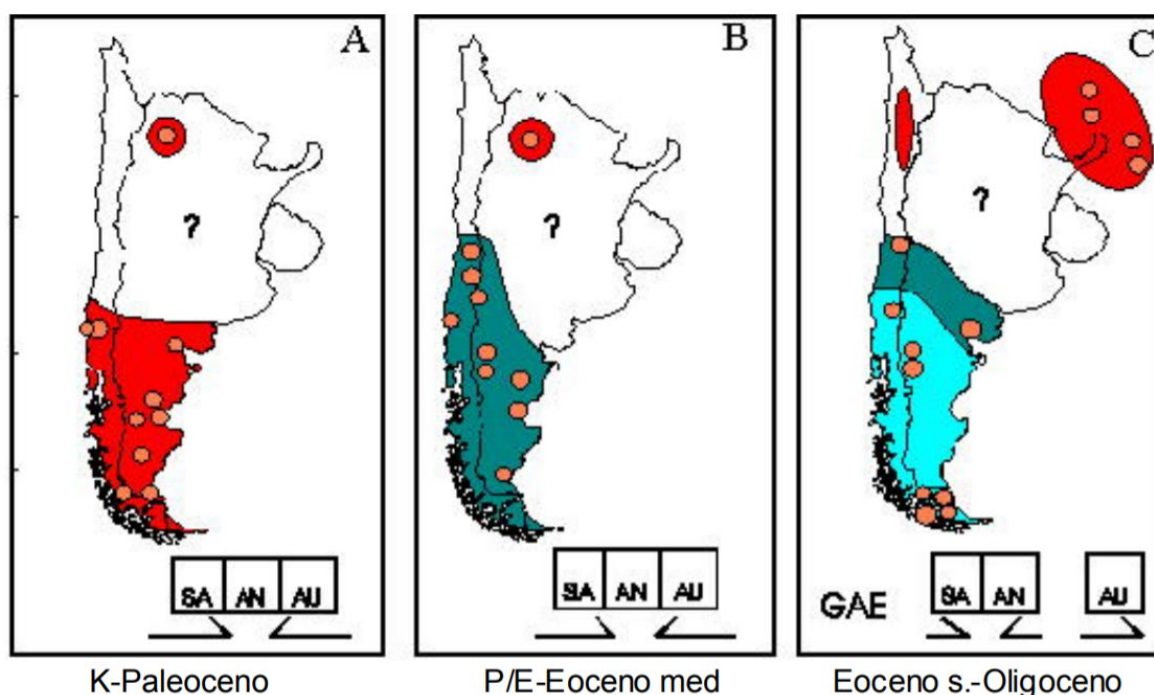 A
?
SA AN AU
K-Paleoceno
B
?
SA AN AU
P/E-Eoceno med
C
?
GAE SA AN AU
Eoceno s.-Oligoceno